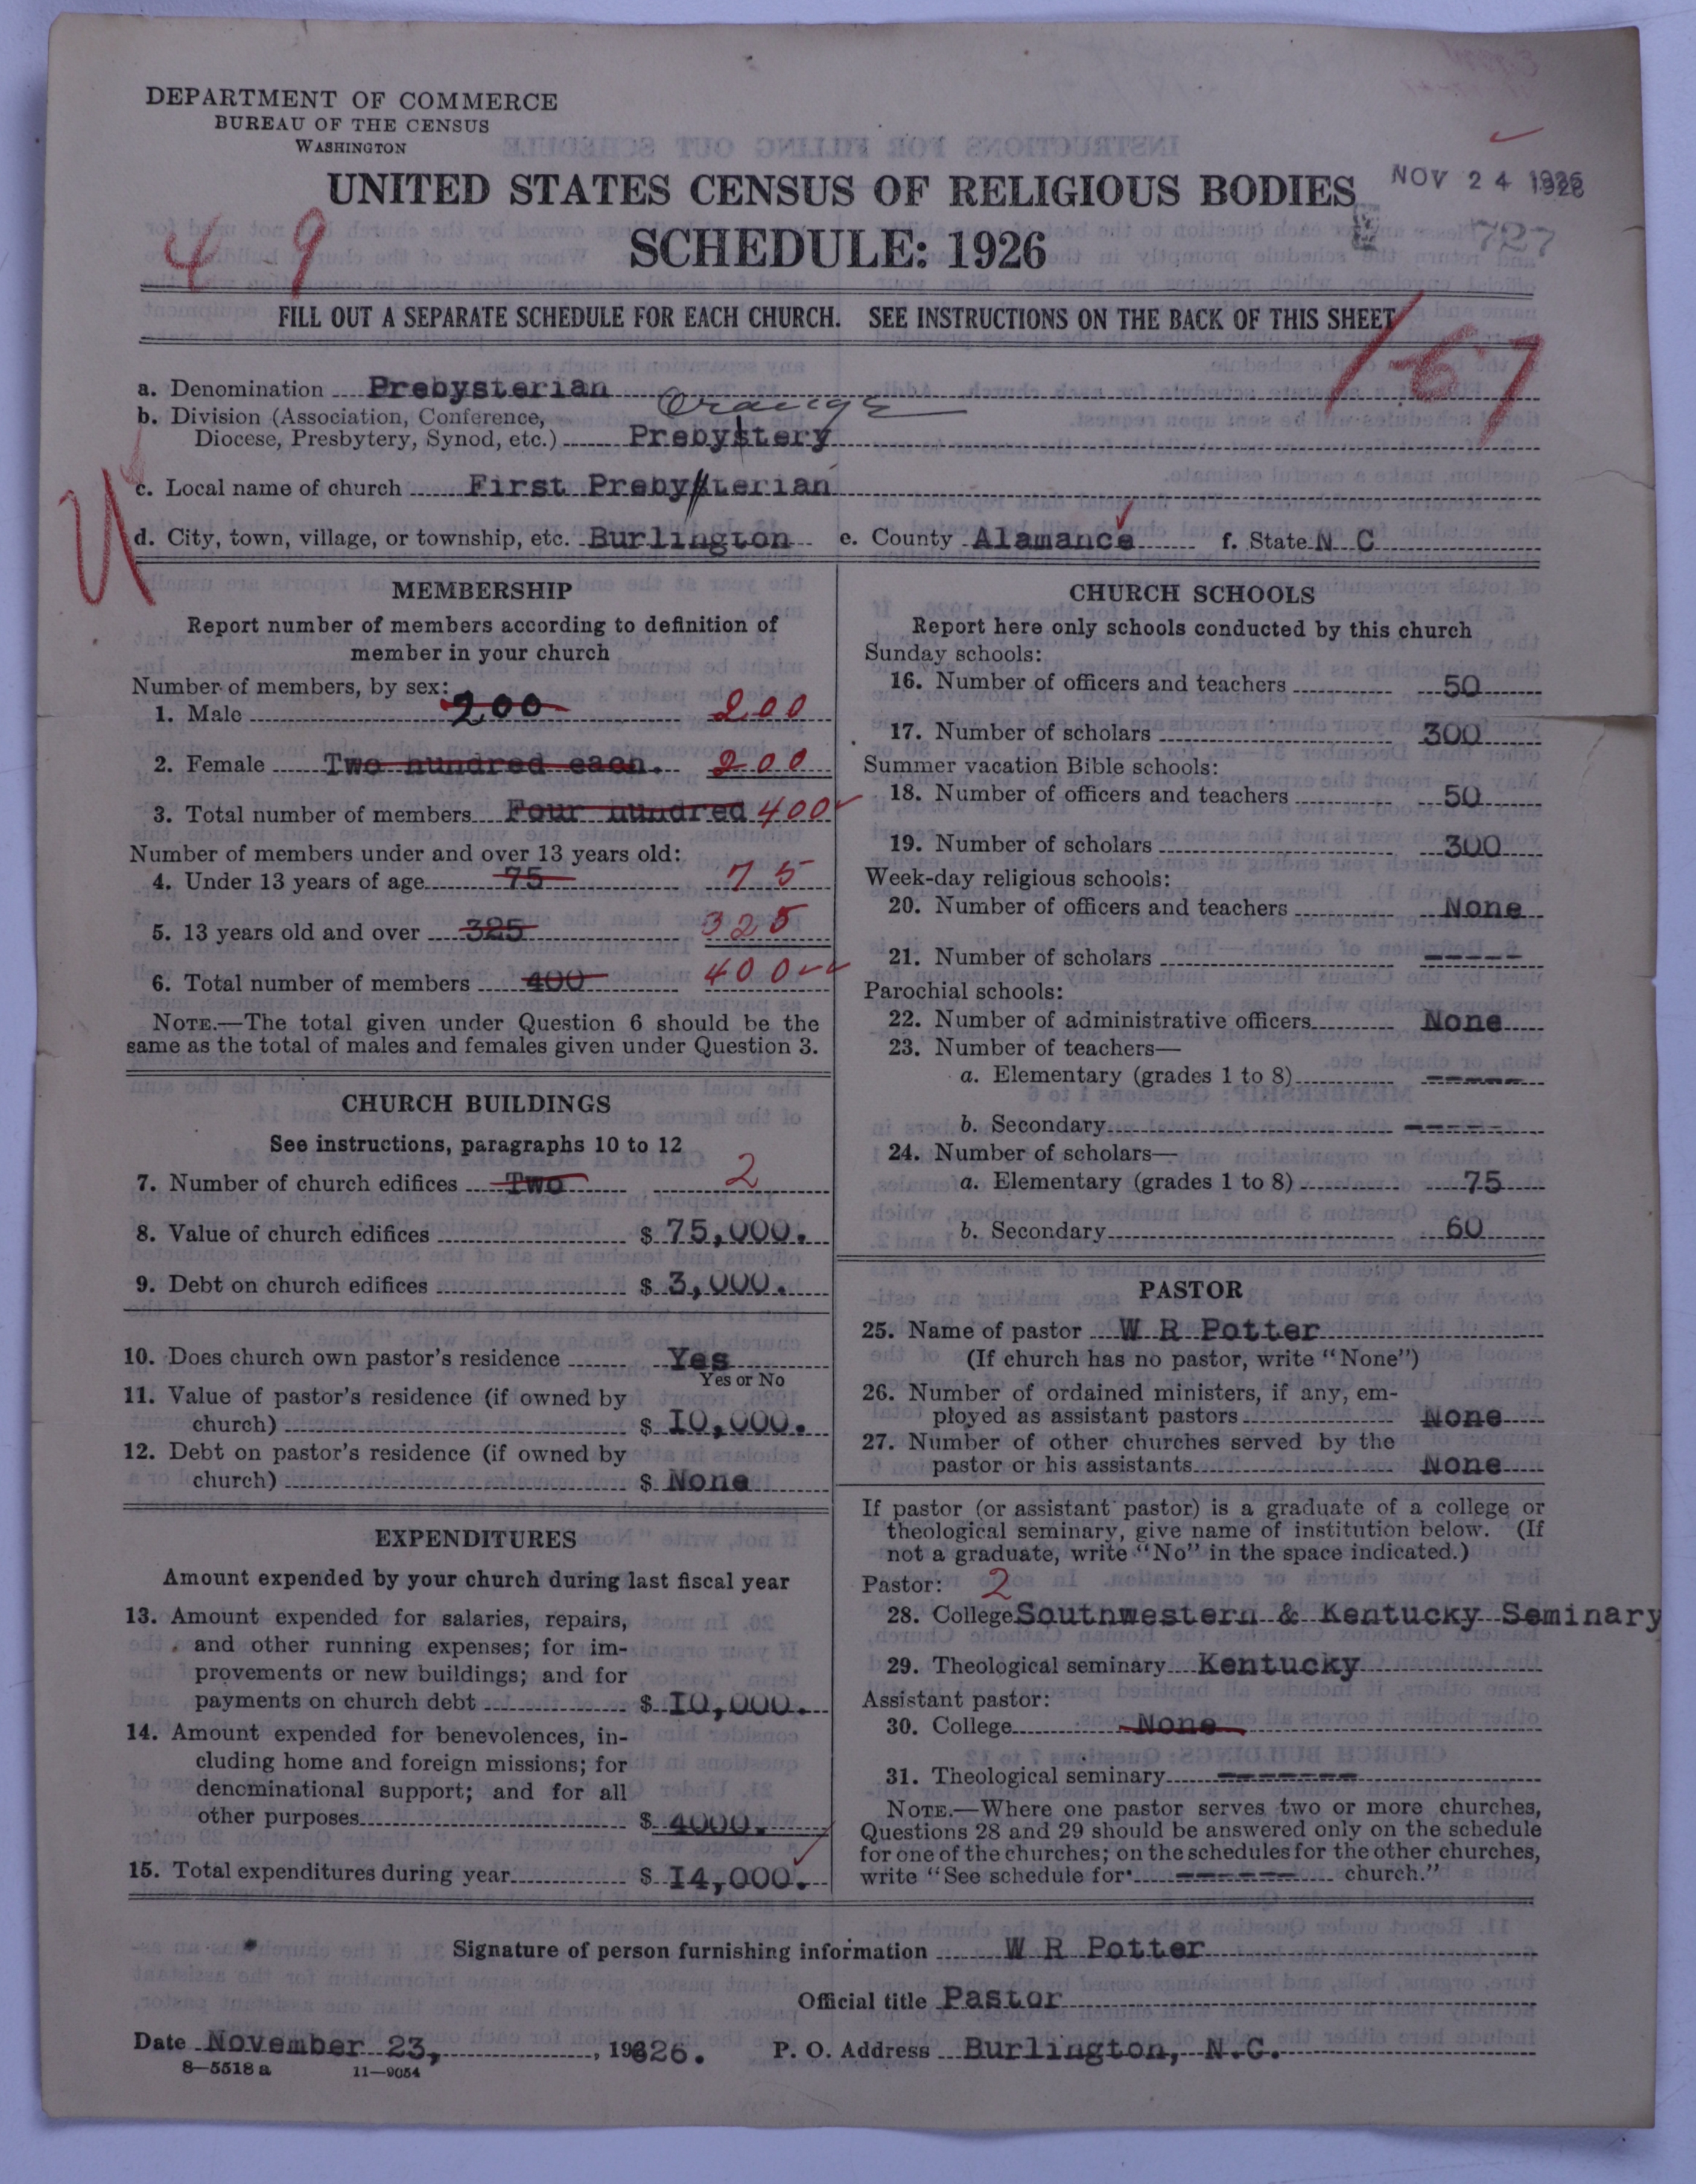 DEPARTMENT OF COMMERCE
BUREAU OF THE CENSUS
WASHINGTON
UNITED STATES CENSUS OF RELIGIOUS BODIES
NOV 24 1926
SCHEDULE: 1926
727
4 9
FILL OUT A SEPARATE SCHEDULE FOR EACH CHURCH. SEE INSTRUCTIONS ON THE BACK OF THIS SHEET
1-67
a. Denomination Prebysterian
b. Division (Association, Conference, Orange
Diocese, Presbytery, Synod, etc.) Prebystery
c. Local name of church First Prebysterian
U
d. City, town, village, or township, etc. Burlington e. County Alamance f. State N C
MEMBERSHIP
Report number of members according to definition of
member in your church
Number of members, by sex:
1. Male 200 200
2. Female Two hundred each. 200
3. Total number of members Four hundred 400
Number of members under and over 13 years old:
4. Under 13 years of age 75 75
5. 13 years old and over 325 325
6. Total number of members 400 400
NOTE.—The total given under Question 6 should be the
same as the total of males and females given under Question 3.
CHURCH BUILDINGS
See instructions, paragraphs 10 to 12
7. Number of church edifices Two 2
8. Value of church edifices $ 75,000.
9. Debt on church edifices $ 3,000.
10. Does church own pastor's residence Yes
Yes or No
11. Value of pastor's residence (if owned by
church) $ 10,000.
12. Debt on pastor's residence (if owned by
church) $ None
EXPENDITURES
Amount expended by your church during last fiscal year
13. Amount expended for salaries, repairs,
and other running expenses; for im-
provements or new buildings; and for
payments on church debt $ 10,000.
14. Amount expended for benevolences, in-
cluding home and foreign missions; for
denominational support; and for all
other purposes $ 4000.
15. Total expenditures during year $ 14,000.
CHURCH SCHOOLS
Report here only schools conducted by this church
Sunday schools:
16. Number of officers and teachers 50
17. Number of scholars 300
Summer vacation Bible schools:
18. Number of officers and teachers 50
19. Number of scholars 300
Week-day religious schools:
20. Number of officers and teachers None
21. Number of scholars -----
Parochial schools:
22. Number of administrative officers None
23. Number of teachers—
a. Elementary (grades 1 to 8) -----
b. Secondary ------
24. Number of scholars—
a. Elementary (grades 1 to 8) 75
b. Secondary 60
PASTOR
25. Name of pastor W R Potter
(If church has no pastor, write "None")
26. Number of ordained ministers, if any, em-
ployed as assistant pastors None
27. Number of other churches served by the
pastor or his assistants None
If pastor (or assistant pastor) is a graduate of a college or
theological seminary, give name of institution below. (If
not a graduate, write "No" in the space indicated.)
Pastor: 2
28. College Southwestern & Kentucky Seminary
29. Theological seminary Kentucky
Assistant pastor:
30. College None
31. Theological seminary -------
NOTE.—Where one pastor serves two or more churches,
Questions 28 and 29 should be answered only on the schedule
for one of the churches; on the schedules for the other churches,
write "See schedule for ------ church."
Signature of person furnishing information W R Potter
Official title Pastor
Date November 23, , 19626. P. O. Address Burlington, N.C.
8—5518 a 11—9054